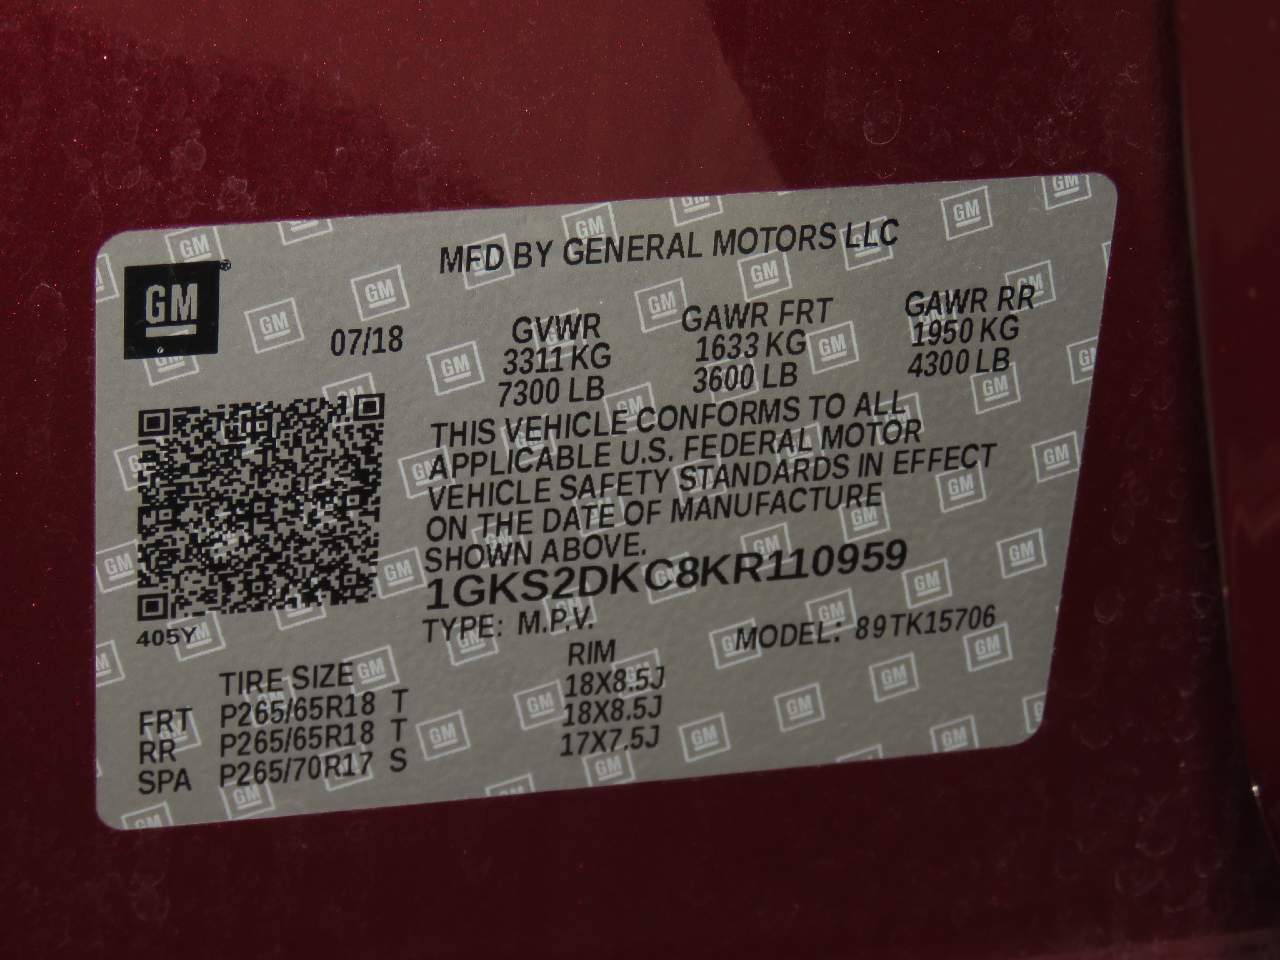 MFD BY GENERAL MOTORS LLC
GM
07/18
GVWR GAWR FRT GAWR RR
3311 KG 1633 KG 1950 KG
7300 LB 3600 LB 4300 LB
THIS VEHICLE CONFORMS TO ALL
APPLICABLE U.S. FEDERAL MOTOR
VEHICLE SAFETY STANDARDS IN EFFECT
ON THE DATE OF MANUFACTURE
SHOWN ABOVE.
1GKS2DKC8KR110959
TYPE: M.P.V. MODEL: 89TK15706
405Y
TIRE SIZE RIM
FRT P265/65R18 T 18X8.5J
RR P265/65R18 T 18X8.5J
SPA P265/70R17 S 17X7.5J